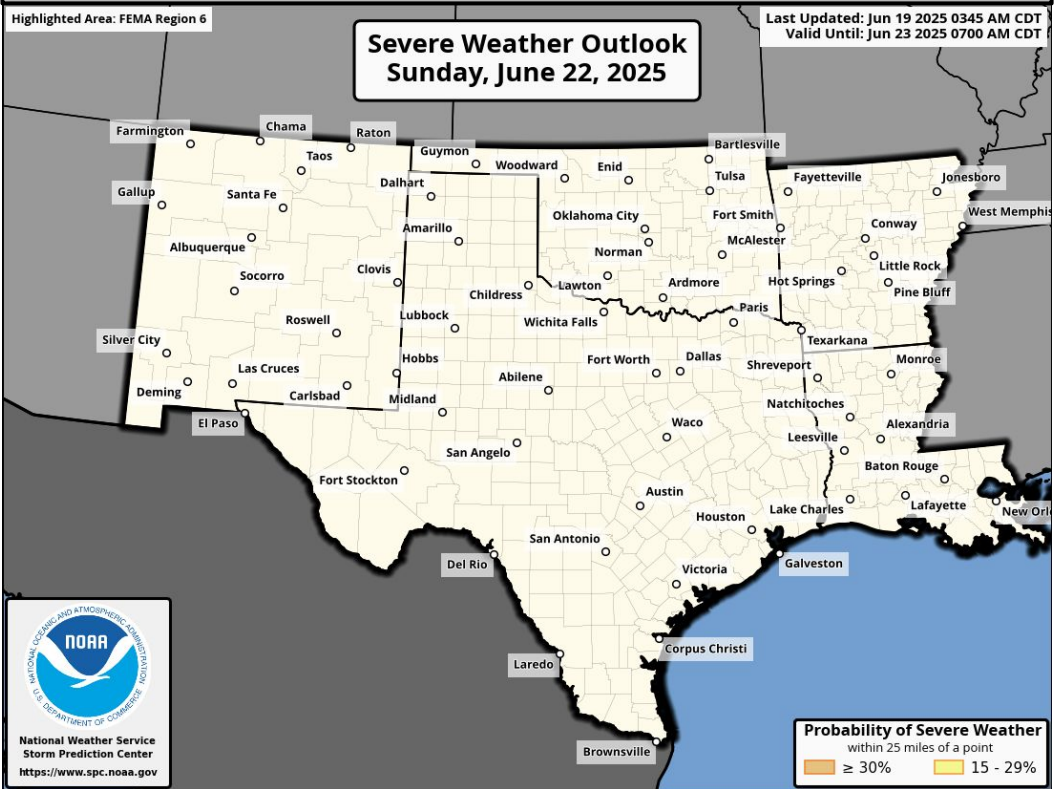 Highlighted Area: FEMA Region 6
Severe Weather Outlook
Sunday, June 22, 2025
Last Updated: Jun 19 2025 0345 AM CDT
Valid Until: Jun 23 2025 0700 AM CDT
Farmington
Chama
Raton
Taos
Guymon
Woodward
Enid
Bartlesville
Tulsa
Fayetteville
Jonesboro
Gallup
Santa Fe
Dalhart
Amarillo
Oklahoma City
Fort Smith
Conway
West Memphis
Albuquerque
Norman
McAlester
Little Rock
Socorro
Clovis
Childress
Lawton
Ardmore
Hot Springs
Pine Bluff
Roswell
Lubbock
Wichita Falls
Paris
Texarkana
Silver City
Las Cruces
Hobbs
Fort Worth
Dallas
Shreveport
Monroe
Deming
Carlsbad
Midland
Abilene
Natchitoches
El Paso
Waco
Leesville
Alexandria
San Angelo
Fort Stockton
Baton Rouge
Austin
Houston
Lake Charles
Lafayette
New Orl
San Antonio
Del Rio
Victoria
Galveston
Laredo
Corpus Christi
Brownsville
NATIONAL OCEANIC AND ATMOSPHERIC ADMINISTRATION
NOAA
U.S. DEPARTMENT OF COMMERCE
National Weather Service
Storm Prediction Center
https://www.spc.noaa.gov
Probability of Severe Weather
within 25 miles of a point
≥ 30%
15 - 29%